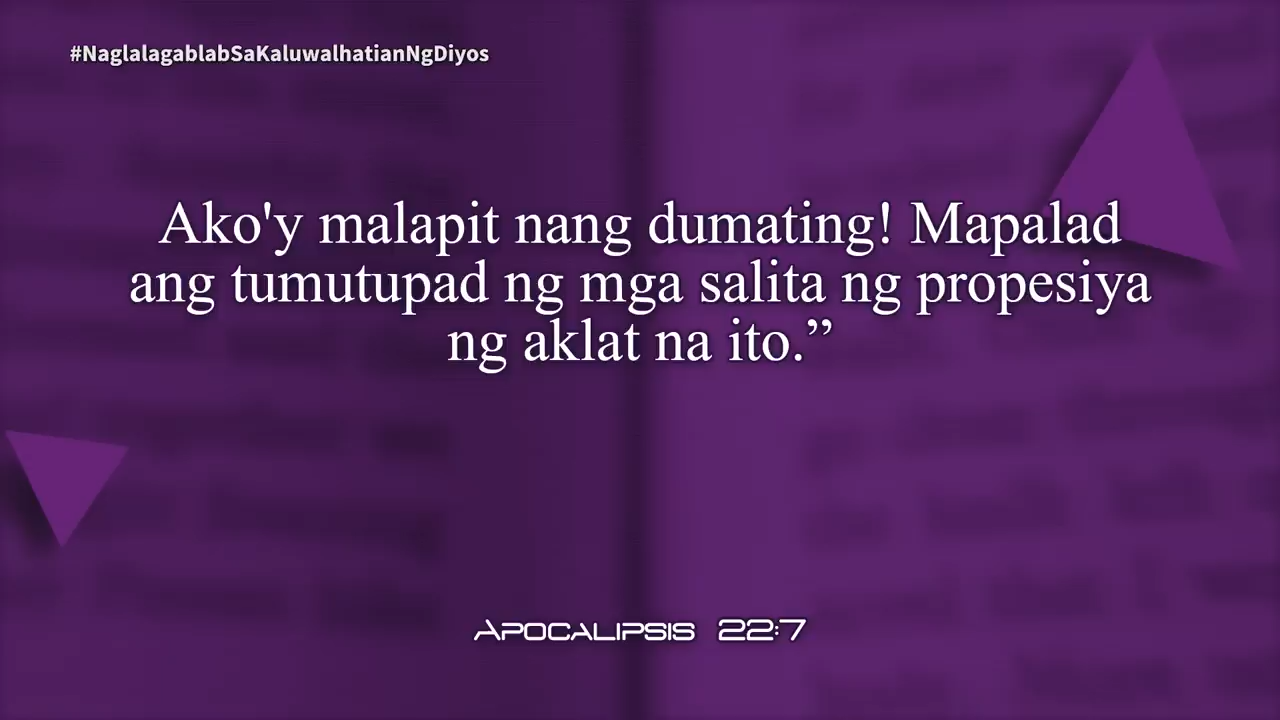 #NaglalagablabSaKaluwalhatianNgDiyos
Ako'y malapit nang dumating! Mapalad
ang tumutupad ng mga salita ng propesiya
ng aklat na ito.”
Apocalipsis 22:7